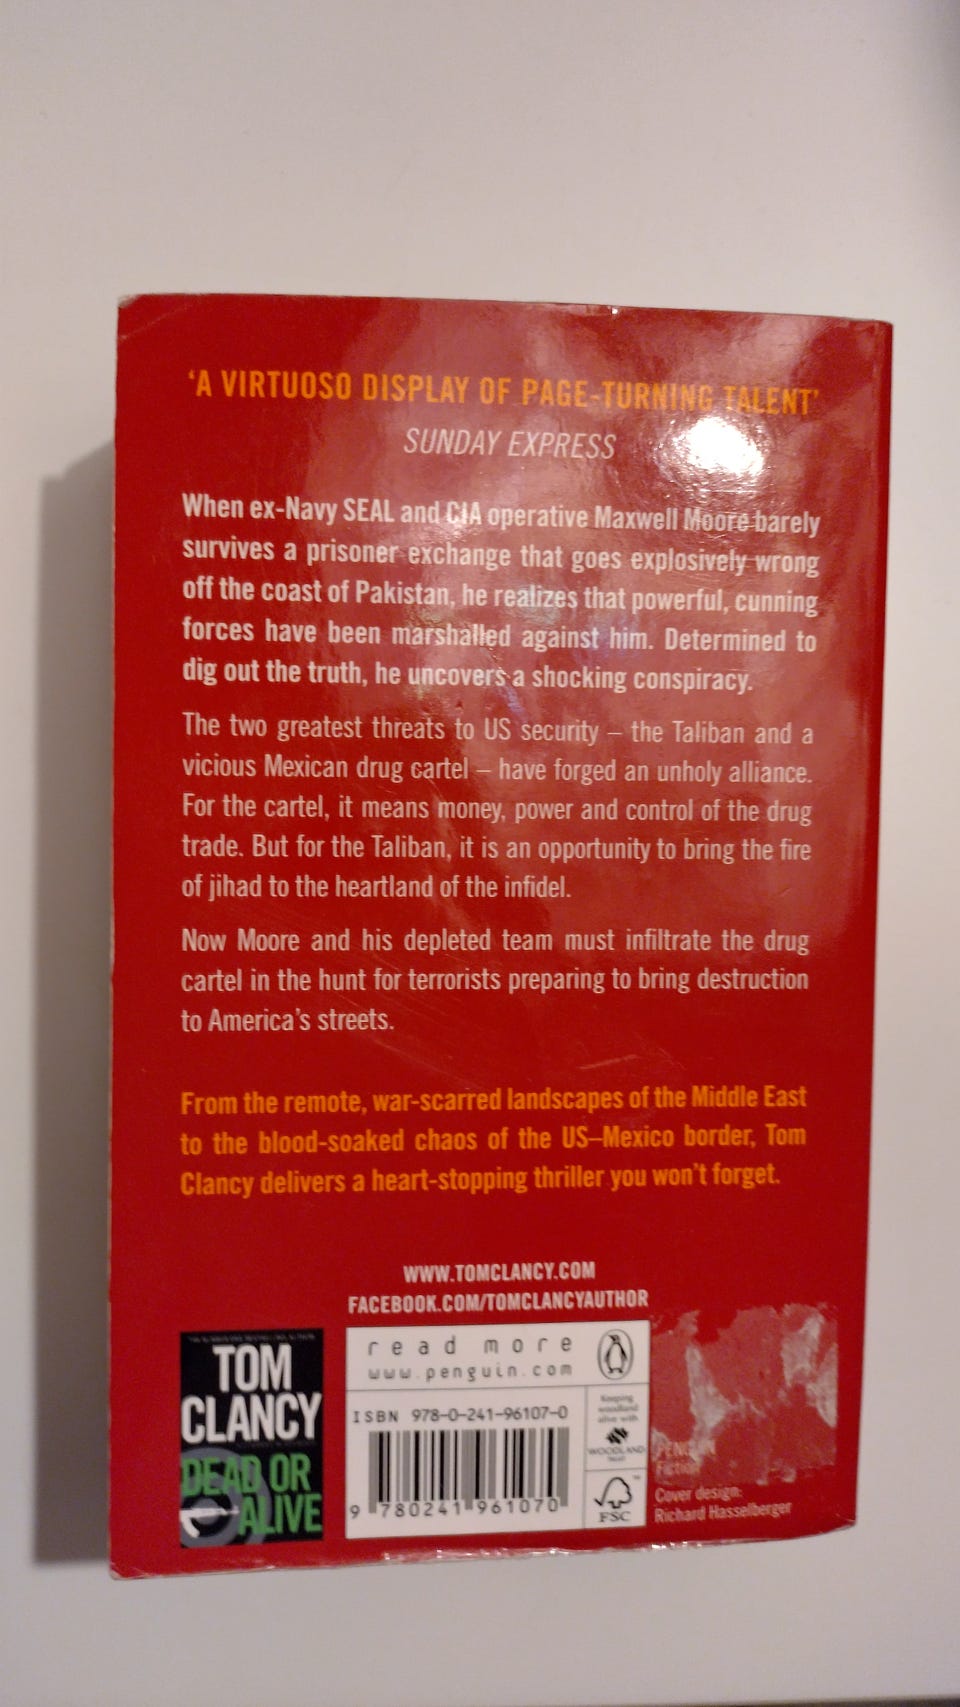 ‘A VIRTUOSO DISPLAY OF PAGE-TURNING TALENT’
SUNDAY EXPRESS
When ex-Navy SEAL and CIA operative Maxwell Moore barely
survives a prisoner exchange that goes explosively wrong
off the coast of Pakistan, he realizes that powerful, cunning
forces have been marshalled against him. Determined to
dig out the truth, he uncovers a shocking conspiracy.
The two greatest threats to US security – the Taliban and a
vicious Mexican drug cartel – have forged an unholy alliance.
For the cartel, it means money, power and control of the drug
trade. But for the Taliban, it is an opportunity to bring the fire
of jihad to the heartland of the infidel.
Now Moore and his depleted team must infiltrate the drug
cartel in the hunt for terrorists preparing to bring destruction
to America’s streets.
From the remote, war-scarred landscapes of the Middle East
to the blood-soaked chaos of the US–Mexico border, Tom
Clancy delivers a heart-stopping thriller you won’t forget.
WWW.TOMCLANCY.COM
FACEBOOK.COM/TOMCLANCYAUTHOR
TOM
CLANCY
DEAD OR
ALIVE
read more
www.penguin.com
ISBN 978-0-241-96107-0
9 780241 961070
Keeping
woodland
alive with
WOODLAND
TRUST
FSC
™
PENGUIN
Fiction
Cover design:
Richard Hasselberger